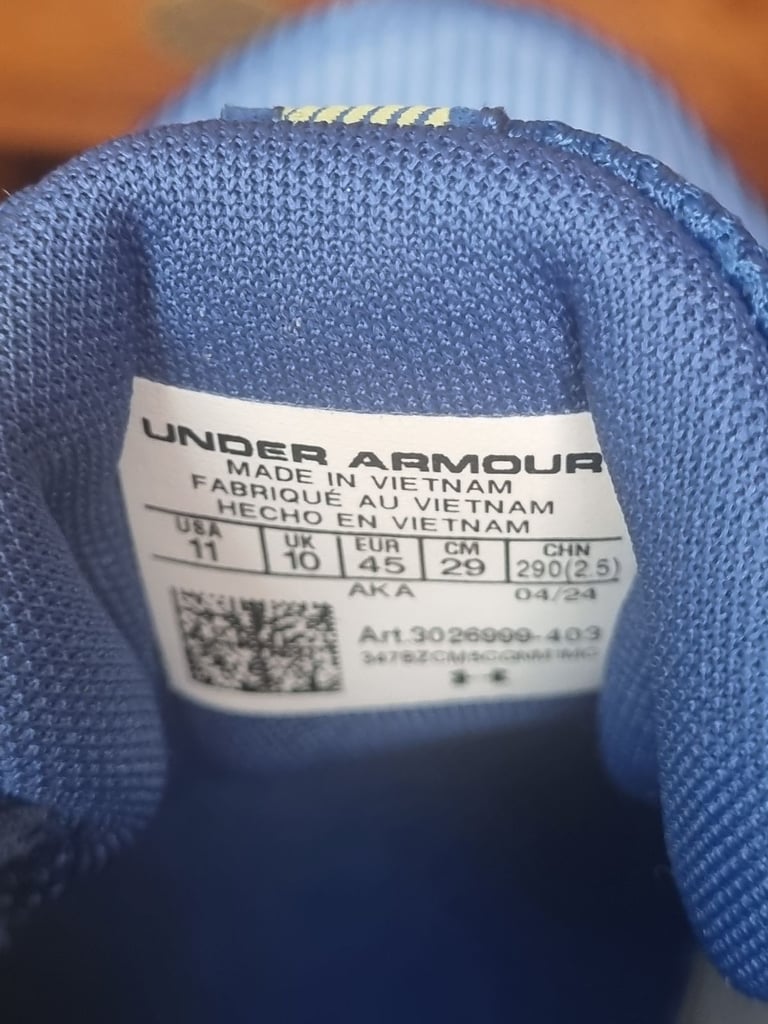 UNDER ARMOUR
MADE IN VIETNAM
FABRIQUÉ AU VIETNAM
HECHO EN VIETNAM
USA UK EUR CM CHN
11 10 45 29 290(2.5)
AKA 04/24
Art.3026999-403